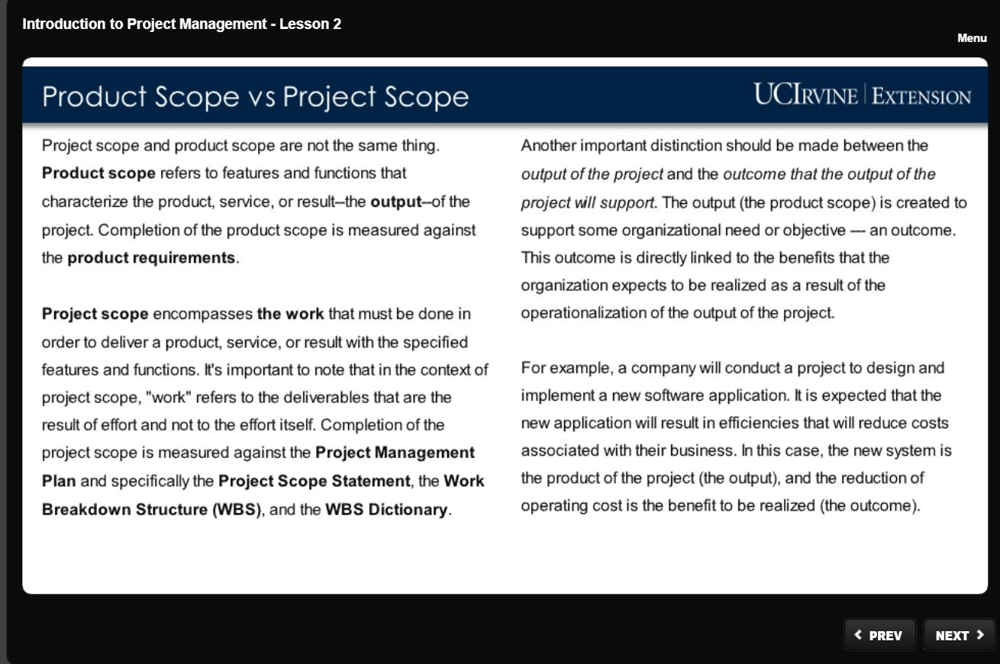 Introduction to Project Management - Lesson 2
Menu
Product Scope vs Project Scope
UCIRVINE | EXTENSION
Project scope and product scope are not the same thing.
Product scope refers to features and functions that
characterize the product, service, or result--the output--of the
project. Completion of the product scope is measured against
the product requirements.
Project scope encompasses the work that must be done in
order to deliver a product, service, or result with the specified
features and functions. It's important to note that in the context of
project scope, "work" refers to the deliverables that are the
result of effort and not to the effort itself. Completion of the
project scope is measured against the Project Management
Plan and specifically the Project Scope Statement, the Work
Breakdown Structure (WBS), and the WBS Dictionary.
Another important distinction should be made between the
output of the project and the outcome that the output of the
project will support. The output (the product scope) is created to
support some organizational need or objective --- an outcome.
This outcome is directly linked to the benefits that the
organization expects to be realized as a result of the
operationalization of the output of the project.
For example, a company will conduct a project to design and
implement a new software application. It is expected that the
new application will result in efficiencies that will reduce costs
associated with their business. In this case, the new system is
the product of the project (the output), and the reduction of
operating cost is the benefit to be realized (the outcome).
PREV
NEXT